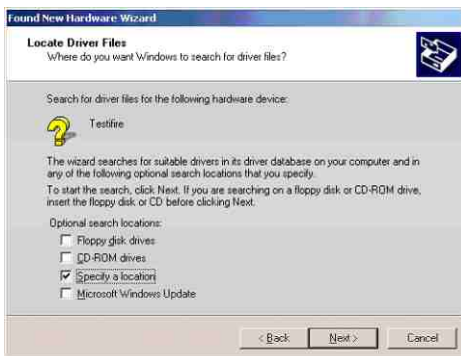 Found New Hardware Wizard
Locate Driver Files
Where do you want Windows to search for driver files?
Search for driver files for the following hardware device:
Testifire
The wizard searches for suitable drivers in its driver database on your computer and in
any of the following optional search locations that you specify.
To start the search, click Next. If you are searching on a floppy disk or CD-ROM drive,
insert the floppy disk or CD before clicking Next.
Optional search locations:
Floppy disk drives
CD-ROM drives
Specify a location
Microsoft Windows Update
< Back Next > Cancel